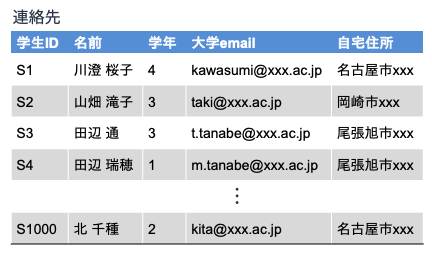 連絡先
学生ID 名前 学年 大学email 自宅住所
S1 川澄 桜子 4 kawasumi@xxx.ac.jp 名古屋市xxx
S2 山畑 滝子 3 taki@xxx.ac.jp 岡崎市xxx
S3 田辺 通 3 t.tanabe@xxx.ac.jp 尾張旭市xxx
S4 田辺 瑞穂 1 m.tanabe@xxx.ac.jp 尾張旭市xxx
⋮
S1000 北 千種 2 kita@xxx.ac.jp 名古屋市xxx